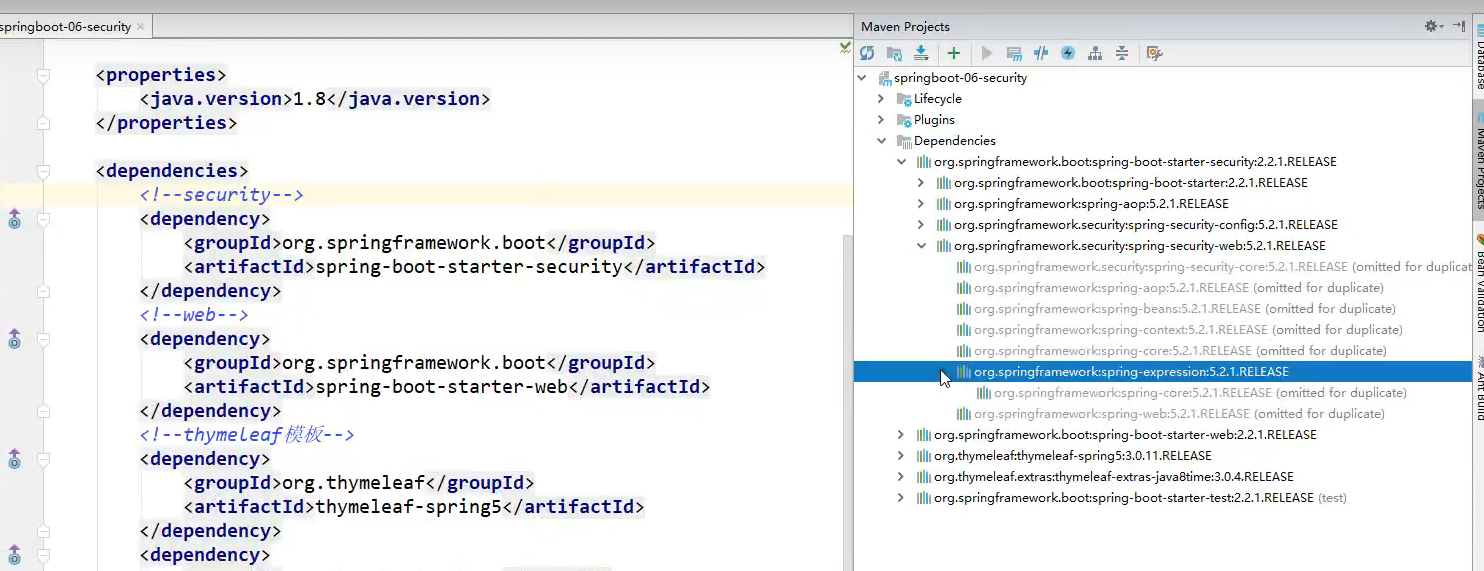 springboot-06-security
<properties>
<java.version>1.8</java.version>
</properties>
<dependencies>
<!--security-->
<dependency>
<groupId>org.springframework.boot</groupId>
<artifactId>spring-boot-starter-security</artifactId>
</dependency>
<!--web-->
<dependency>
<groupId>org.springframework.boot</groupId>
<artifactId>spring-boot-starter-web</artifactId>
</dependency>
<!--thymeleaf模板-->
<dependency>
<groupId>org.thymeleaf</groupId>
<artifactId>thymeleaf-spring5</artifactId>
</dependency>
<dependency>
Maven Projects
springboot-06-security
Lifecycle
Plugins
Dependencies
org.springframework.boot:spring-boot-starter-security:2.2.1.RELEASE
org.springframework.boot:spring-boot-starter:2.2.1.RELEASE
org.springframework:spring-aop:5.2.1.RELEASE
org.springframework.security:spring-security-config:5.2.1.RELEASE
org.springframework.security:spring-security-web:5.2.1.RELEASE
org.springframework.security:spring-security-core:5.2.1.RELEASE (omitted for duplicat
org.springframework:spring-aop:5.2.1.RELEASE (omitted for duplicate)
org.springframework:spring-beans:5.2.1.RELEASE (omitted for duplicate)
org.springframework:spring-context:5.2.1.RELEASE (omitted for duplicate)
org.springframework:spring-core:5.2.1.RELEASE (omitted for duplicate)
org.springframework:spring-expression:5.2.1.RELEASE
org.springframework:spring-core:5.2.1.RELEASE (omitted for duplicate)
org.springframework:spring-web:5.2.1.RELEASE (omitted for duplicate)
org.springframework.boot:spring-boot-starter-web:2.2.1.RELEASE
org.thymeleaf:thymeleaf-spring5:3.0.11.RELEASE
org.thymeleaf.extras:thymeleaf-extras-java8time:3.0.4.RELEASE
org.springframework.boot:spring-boot-starter-test:2.2.1.RELEASE (test)
Database
Maven Projects
Bean Validation
Ant Build